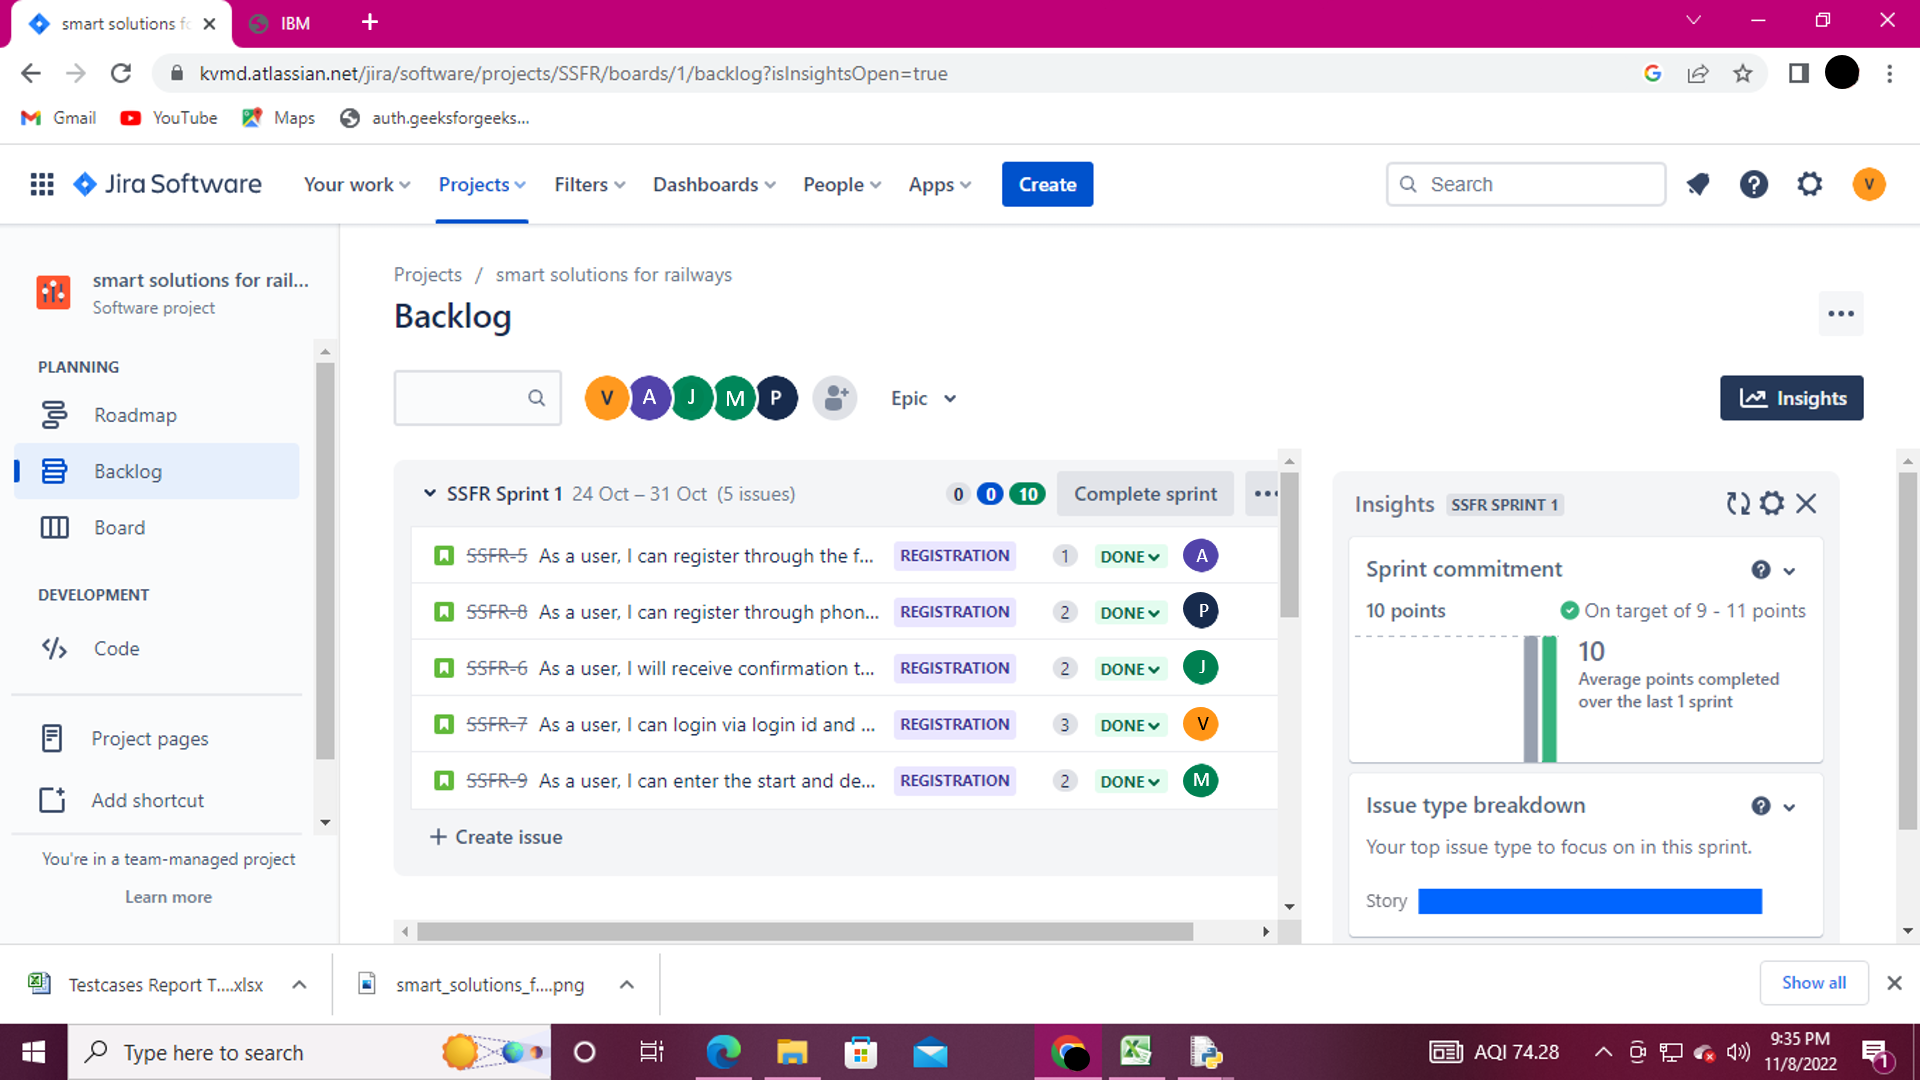 smart solutions fo
IBM
kvmd.atlassian.net/jira/software/projects/SSFR/boards/1/backlog?isInsightsOpen=true
Gmail
YouTube
Maps
auth.geeksforgeeks...
Jira Software
Your work
Projects
Filters
Dashboards
People
Apps
Create
Search
V
smart solutions for rail...
Software project
PLANNING
Roadmap
Backlog
Board
DEVELOPMENT
Code
Project pages
Add shortcut
You're in a team-managed project
Learn more
Projects / smart solutions for railways
Backlog
V A J M P
Epic
Insights
SSFR Sprint 1 24 Oct – 31 Oct (5 issues) 0 0 10 Complete sprint
SSFR-5 As a user, I can register through the f... REGISTRATION 1 DONE A
SSFR-8 As a user, I can register through phon... REGISTRATION 2 DONE P
SSFR-6 As a user, I will receive confirmation t... REGISTRATION 2 DONE J
SSFR-7 As a user, I can login via login id and ... REGISTRATION 3 DONE V
SSFR-9 As a user, I can enter the start and de... REGISTRATION 2 DONE M
+ Create issue
Insights SSFR SPRINT 1
Sprint commitment
10 points On target of 9 - 11 points
10
Average points completed
over the last 1 sprint
Issue type breakdown
Your top issue type to focus on in this sprint.
Story
Testcases Report T....xlsx
smart_solutions_f....png
Show all
Type here to search
AQI 74.28
9:35 PM
11/8/2022
1